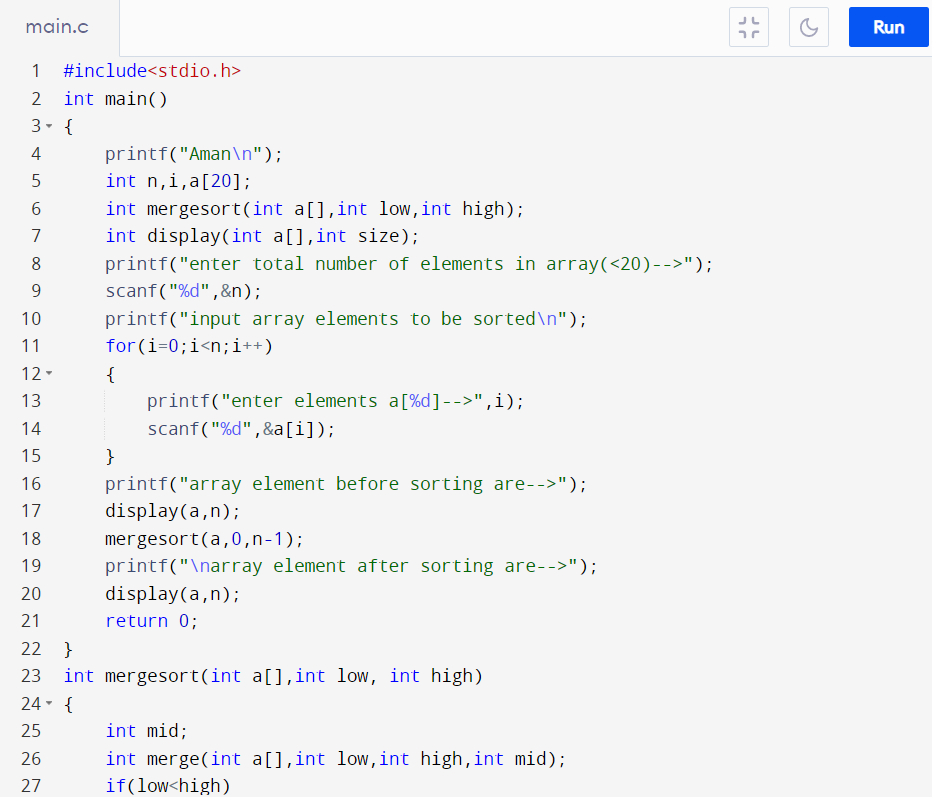 main.c
Run
1 #include<stdio.h>
2 int main()
3 {
4     printf("Aman\n");
5     int n,i,a[20];
6     int mergesort(int a[],int low,int high);
7     int display(int a[],int size);
8     printf("enter total number of elements in array(<20)-->");
9     scanf("%d",&n);
10     printf("input array elements to be sorted\n");
11     for(i=0;i<n;i++)
12     {
13         printf("enter elements a[%d]-->",i);
14         scanf("%d",&a[i]);
15     }
16     printf("array element before sorting are-->");
17     display(a,n);
18     mergesort(a,0,n-1);
19     printf("\narray element after sorting are-->");
20     display(a,n);
21     return 0;
22 }
23 int mergesort(int a[],int low, int high)
24 {
25     int mid;
26     int merge(int a[],int low,int high,int mid);
27     if(low<high)